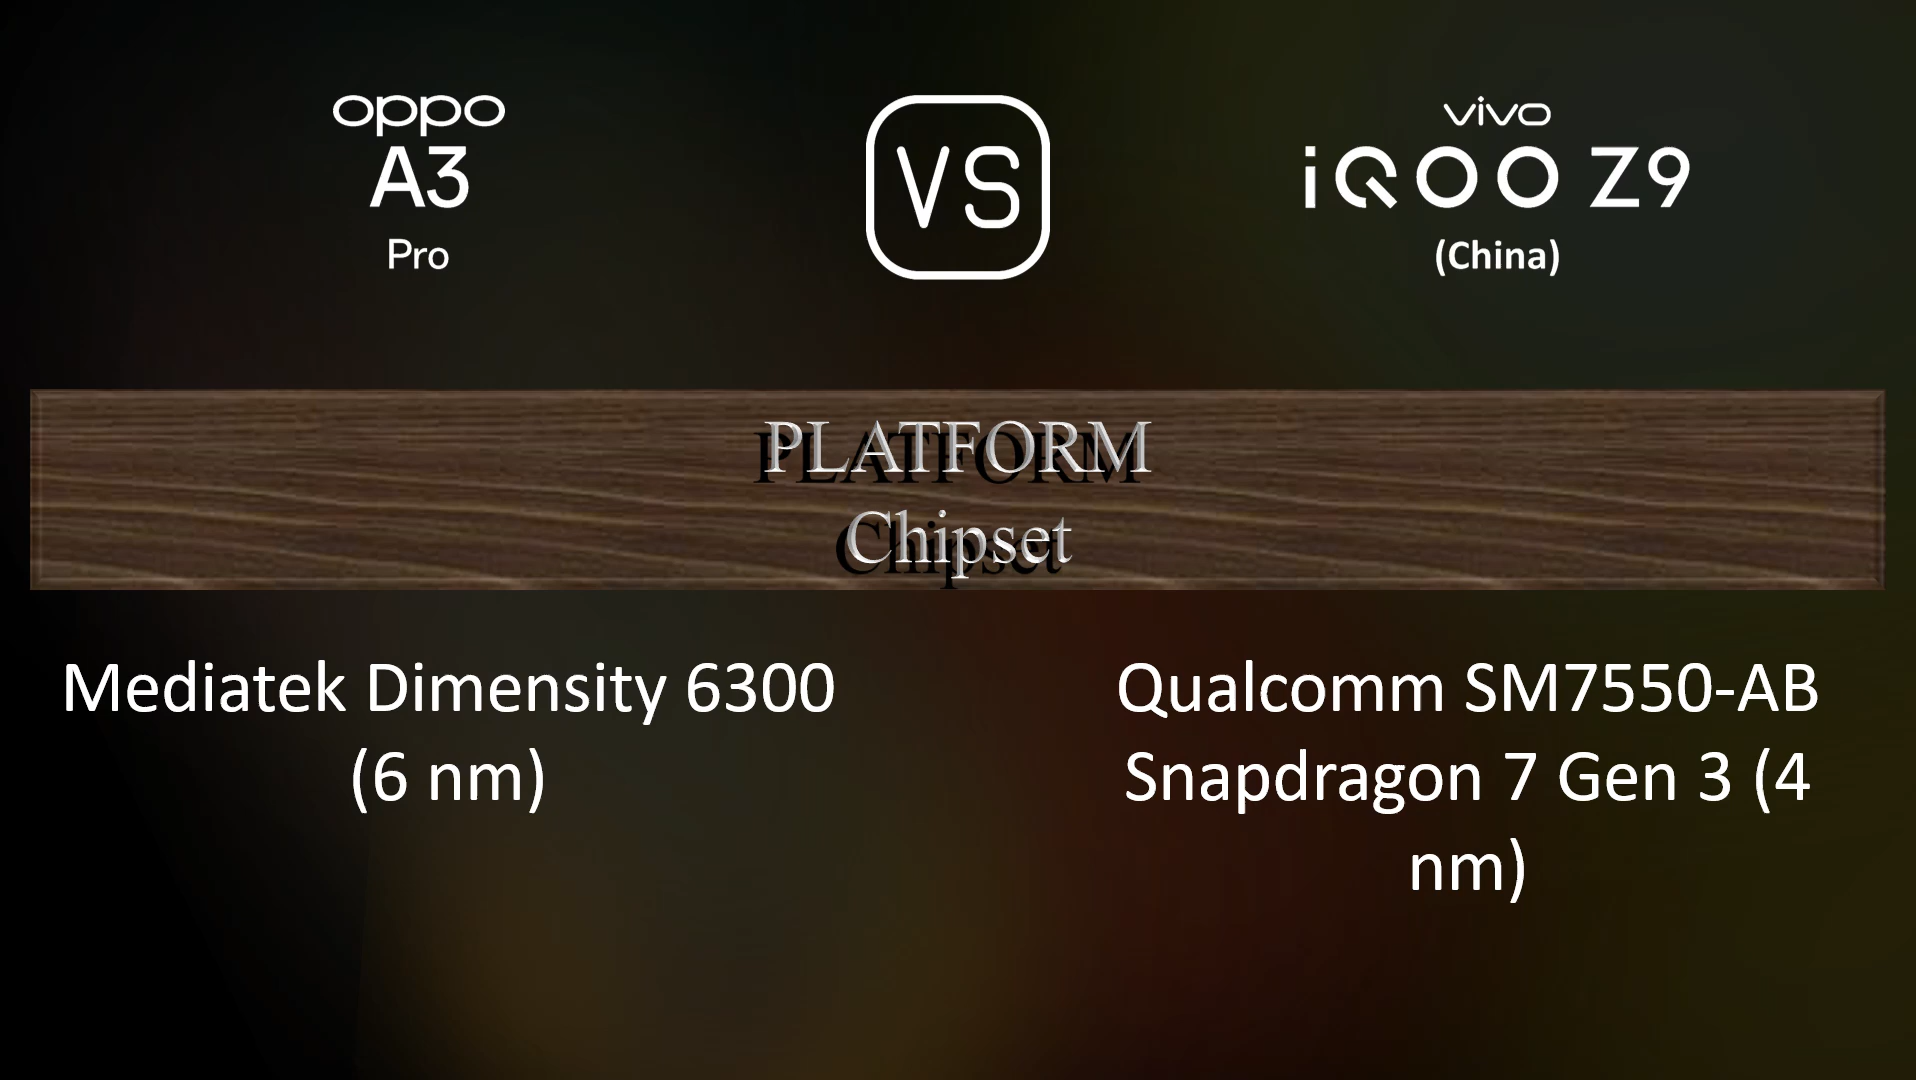 oppo
A3
Pro
VS
vivo
iQOO Z9
(China)
PLATFORM
Chipset
Mediatek Dimensity 6300
(6 nm)
Qualcomm SM7550-AB
Snapdragon 7 Gen 3 (4
nm)